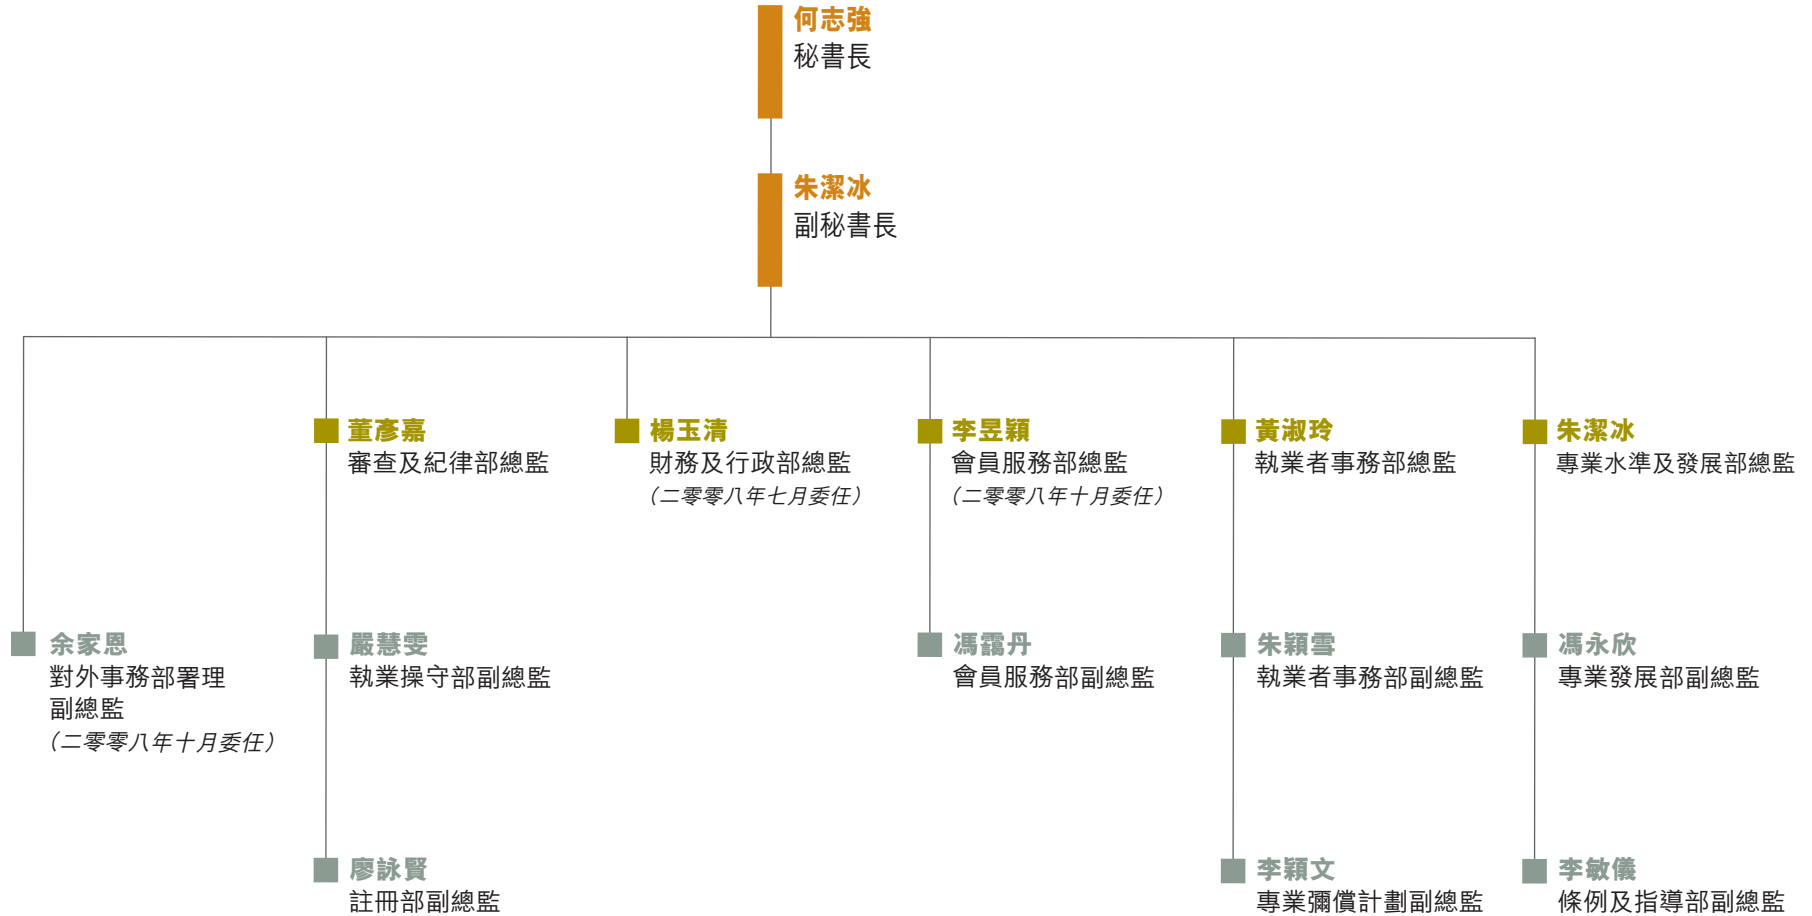 何志強
秘書長
朱潔冰
副秘書長
董彥嘉
審查及紀律部總監
楊玉清
財務及行政部總監
（二零零八年七月委任）
李昱穎
會員服務部總監
（二零零八年十月委任）
黃淑玲
執業者事務部總監
朱潔冰
專業水準及發展部總監
余家恩
對外事務部署理
副總監
（二零零八年十月委任）
嚴慧雯
執業操守部副總監
馮靄丹
會員服務部副總監
朱穎雪
執業者事務部副總監
馮永欣
專業發展部副總監
廖詠賢
註冊部副總監
李穎文
專業彌償計劃副總監
李敏儀
條例及指導部副總監